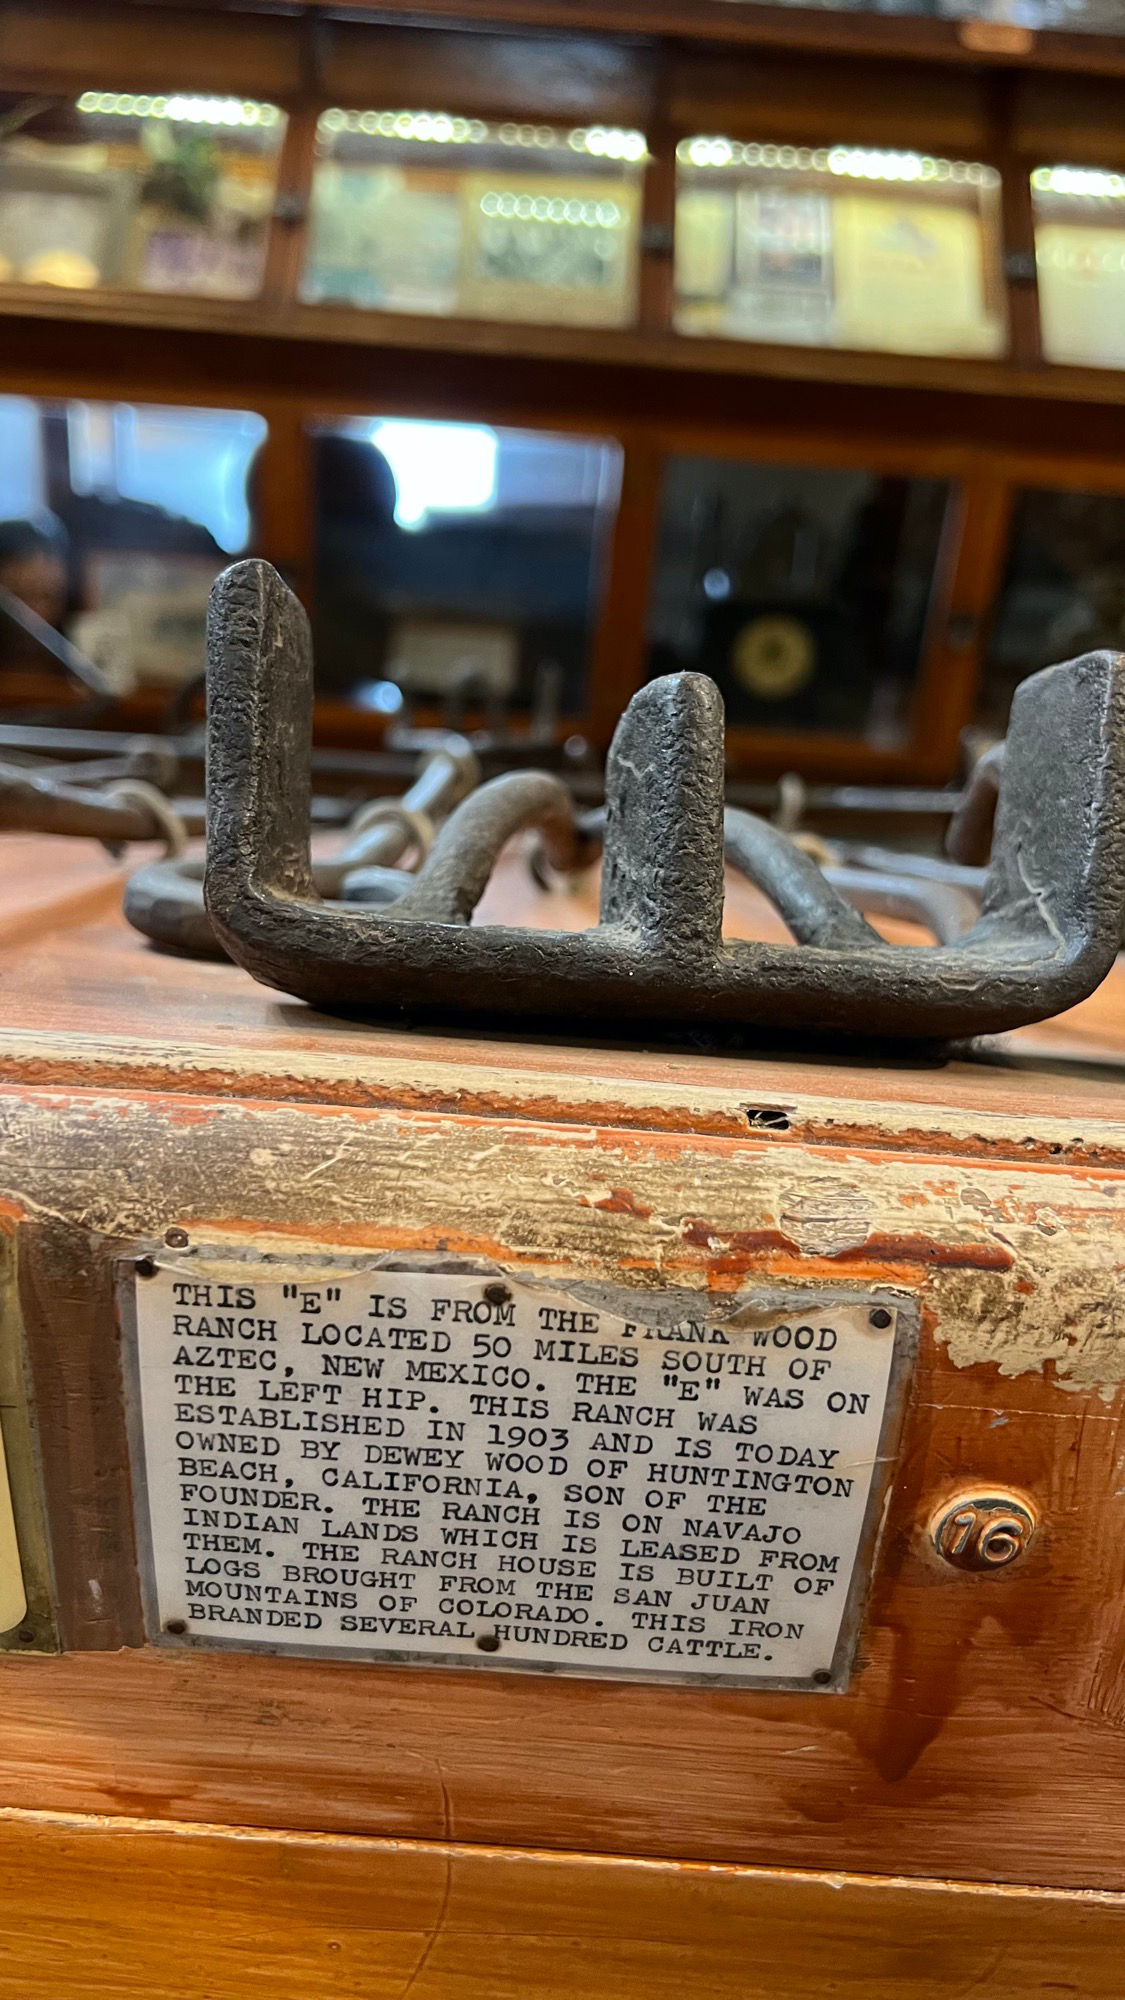 THIS "E" IS FROM THE FRANK WOOD
RANCH LOCATED 50 MILES SOUTH OF
AZTEC, NEW MEXICO. THE "E" WAS ON
THE LEFT HIP. THIS RANCH WAS
ESTABLISHED IN 1903 AND IS TODAY
OWNED BY DEWEY WOOD OF HUNTINGTON
BEACH, CALIFORNIA, SON OF THE
FOUNDER. THE RANCH IS ON NAVAJO
INDIAN LANDS WHICH IS LEASED FROM
THEM. THE RANCH HOUSE IS BUILT OF
LOGS BROUGHT FROM THE SAN JUAN
MOUNTAINS OF COLORADO. THIS IRON
BRANDED SEVERAL HUNDRED CATTLE.
16